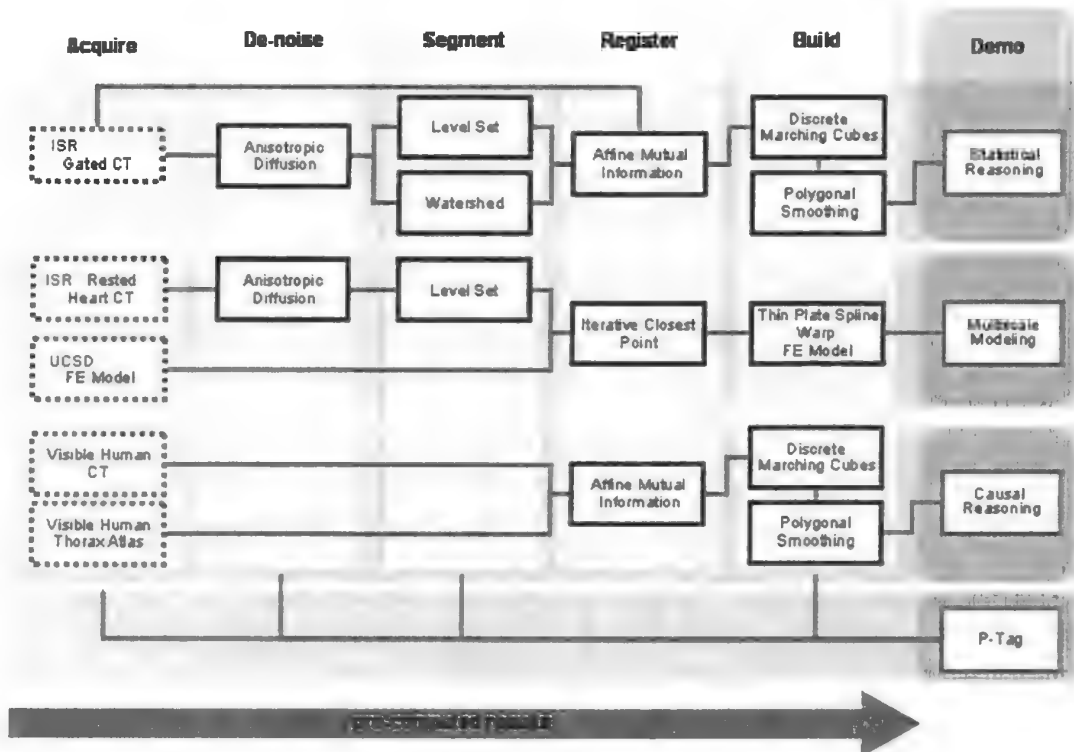 Acquire
De-noise
Segment
Register
Build
Demo
ISR
Gated CT
Anisotropic
Diffusion
Level Set
Watershed
Affine Mutual
Information
Discrete
Marching Cubes
Polygonal
Smoothing
Statistical
Reasoning
ISR Rested
Heart CT
Anisotropic
Diffusion
Level Set
UCSD
FE Model
Iterative Closest
Point
Thin Plate Spline
Warp
FE Model
Multiscale
Modeling
Visible Human
CT
Visible Human
Thorax Atlas
Affine Mutual
Information
Discrete
Marching Cubes
Polygonal
Smoothing
Causal
Reasoning
P-Tag